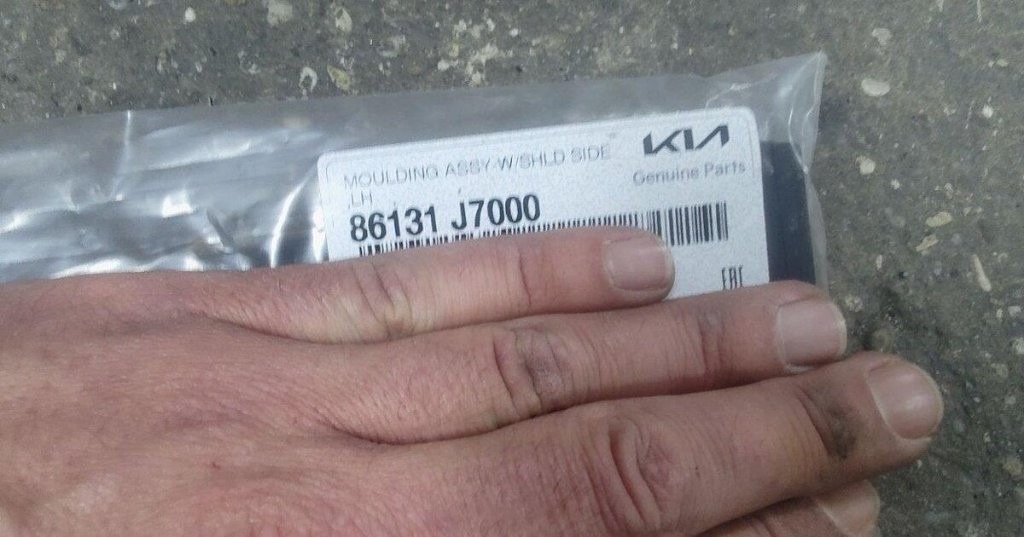 MOULDING ASSY-W/SHLD SIDE
,LH
86131 J7000
KIA
Genuine Parts
EAC